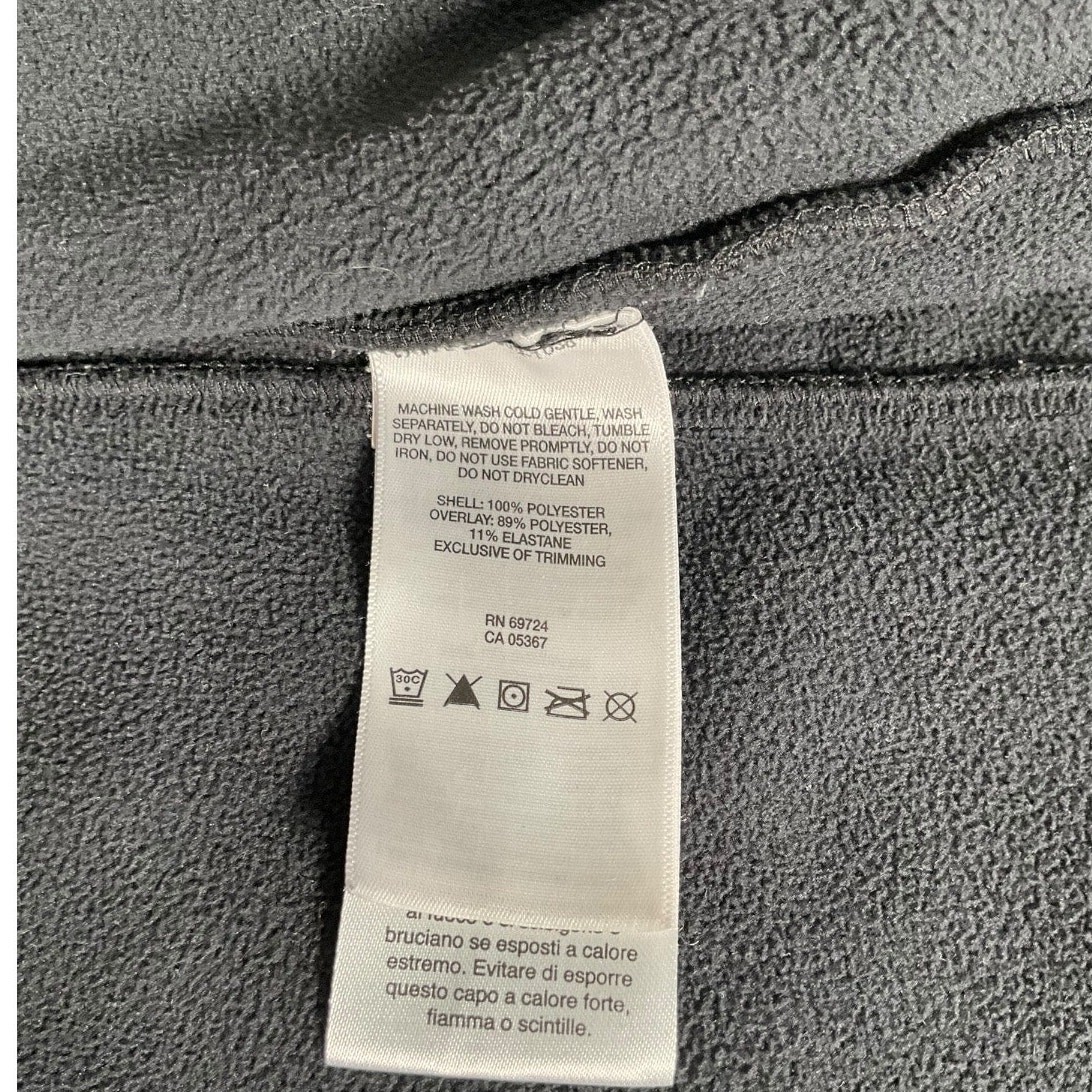 MACHINE WASH COLD GENTLE, WASH
SEPARATELY, DO NOT BLEACH, TUMBLE
DRY LOW, REMOVE PROMPTLY, DO NOT
IRON, DO NOT USE FABRIC SOFTENER,
DO NOT DRYCLEAN
SHELL: 100% POLYESTER
OVERLAY: 89% POLYESTER,
11% ELASTANE
EXCLUSIVE OF TRIMMING
RN 69724
CA 05367
30C
bruciano se esposti a calore
estremo. Evitare di esporre
questo capo a calore forte,
fiamma o scintille.